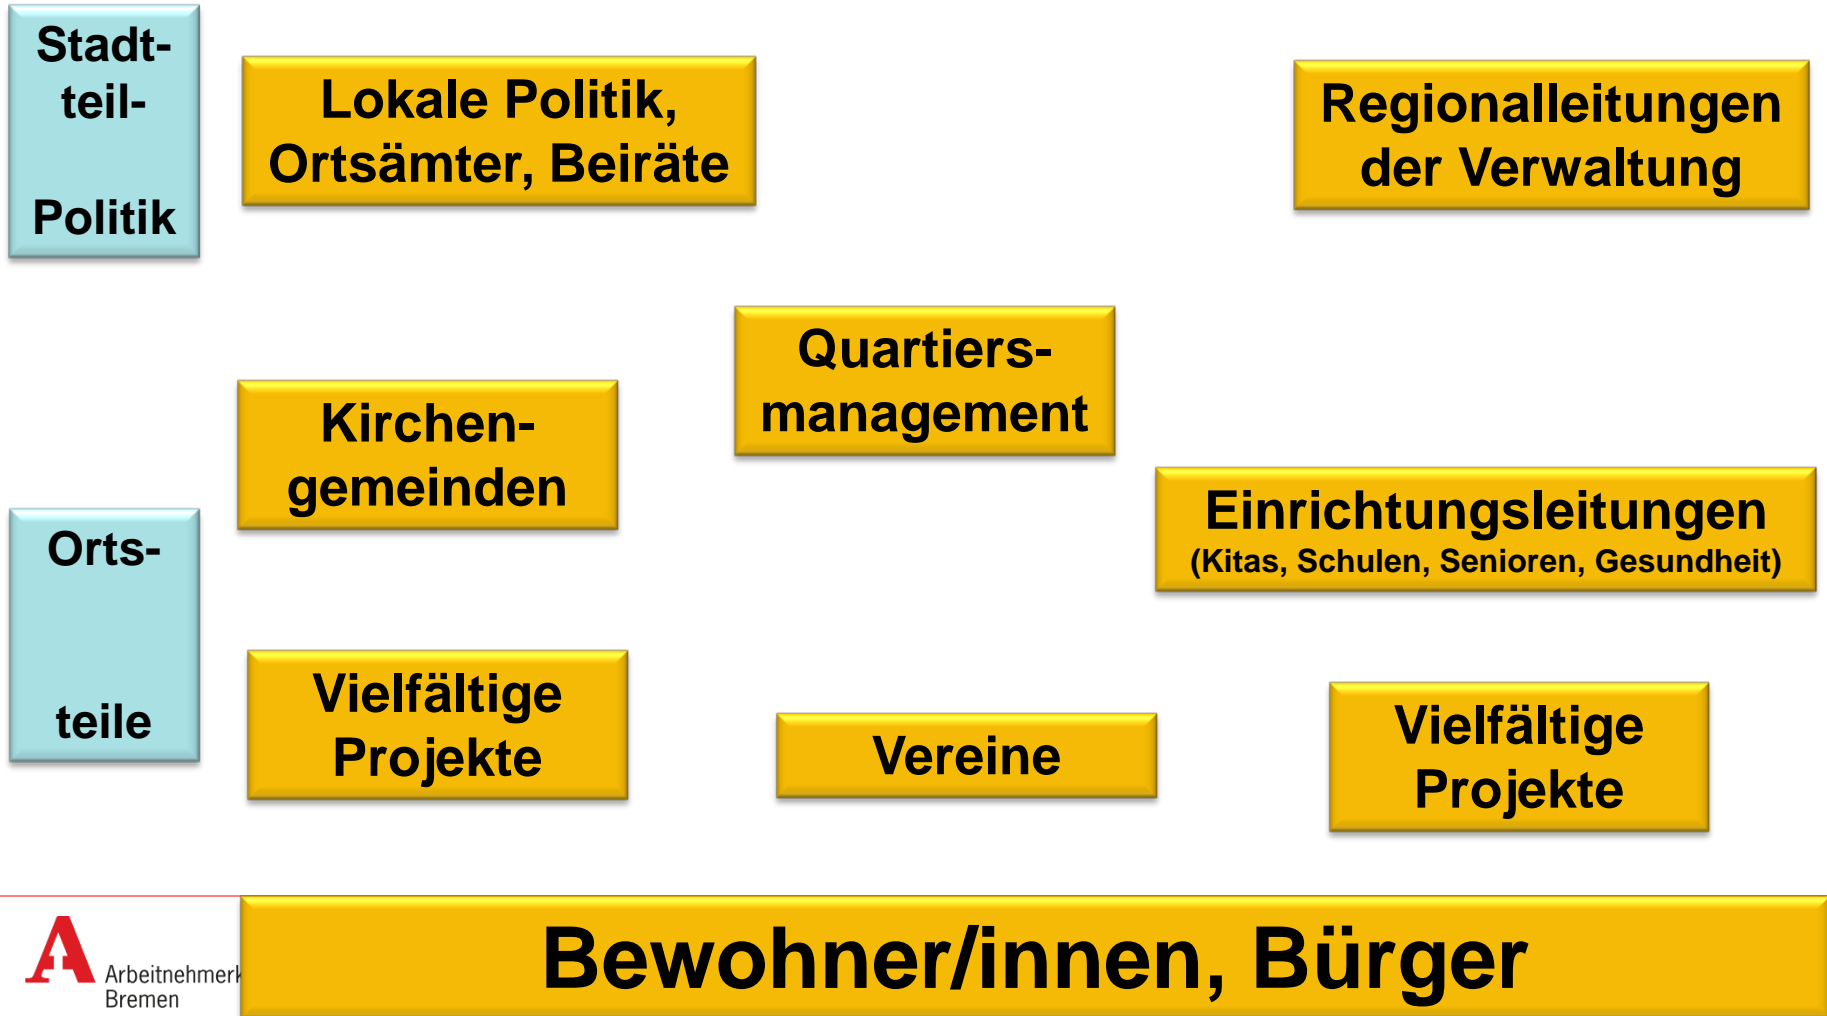 Stadt-
teil-
Politik
Lokale Politik,
Ortsämter, Beiräte
Regionalleitungen
der Verwaltung
Quartiers-
management
Kirchen-
gemeinden
Einrichtungsleitungen
(Kitas, Schulen, Senioren, Gesundheit)
Orts-
teile
Vielfältige
Projekte
Vereine
Vielfältige
Projekte
A
Arbeitnehmerk
Bremen
Bewohner/innen, Bürger